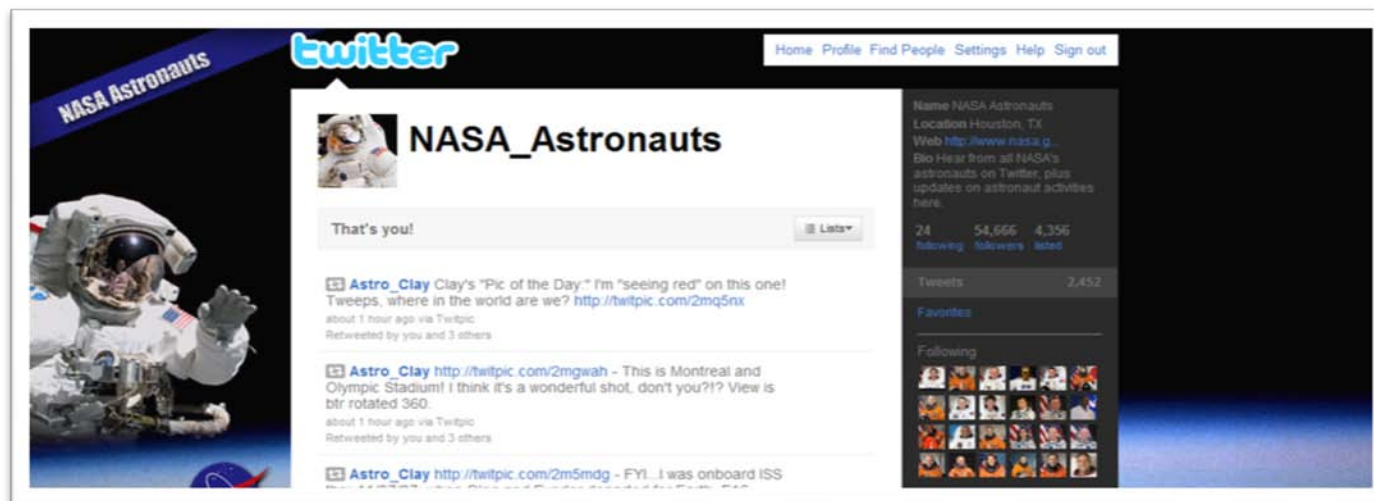 NASA Astronauts
twitter
Home Profile Find People Settings Help Sign out
NASA_Astronauts
That's you!
Lists
Astro_Clay Clay's "Pic of the Day:" I'm "seeing red" on this one!
Tweeps, where in the world are we? http://twitpic.com/2mq5nx
about 1 hour ago via Twitpic
Retweeted by you and 3 others
Astro_Clay http://twitpic.com/2mgwah - This is Montreal and
Olympic Stadium! I think it's a wonderful shot, don't you?!? View is
btr rotated 360.
about 1 hour ago via Twitpic
Retweeted by you and 3 others
Astro_Clay http://twitpic.com/2m5mdg - FYI...I was onboard ISS
Name NASA Astronauts
Location Houston, TX
Web http://www.nasa.g...
Bio Hear from all NASA's
astronauts on Twitter, plus
updates on astronaut activities
here.
24 54,666 4,356
following followers listed
Tweets 2,452
Favorites
Following